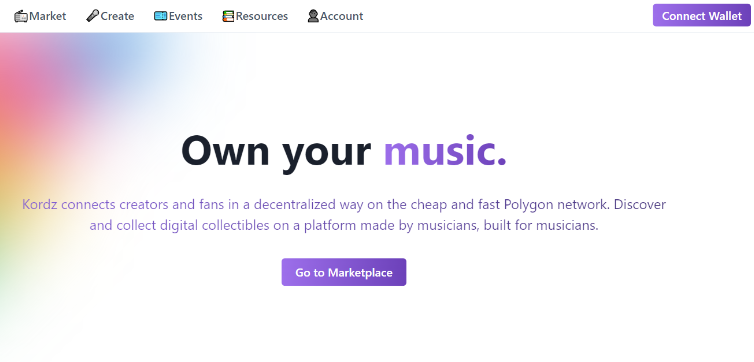 Market Create Events Resources Account Connect Wallet
Own your music.
Kordz connects creators and fans in a decentralized way on the cheap and fast Polygon network. Discover
and collect digital collectibles on a platform made by musicians, built for musicians.
Go to Marketplace